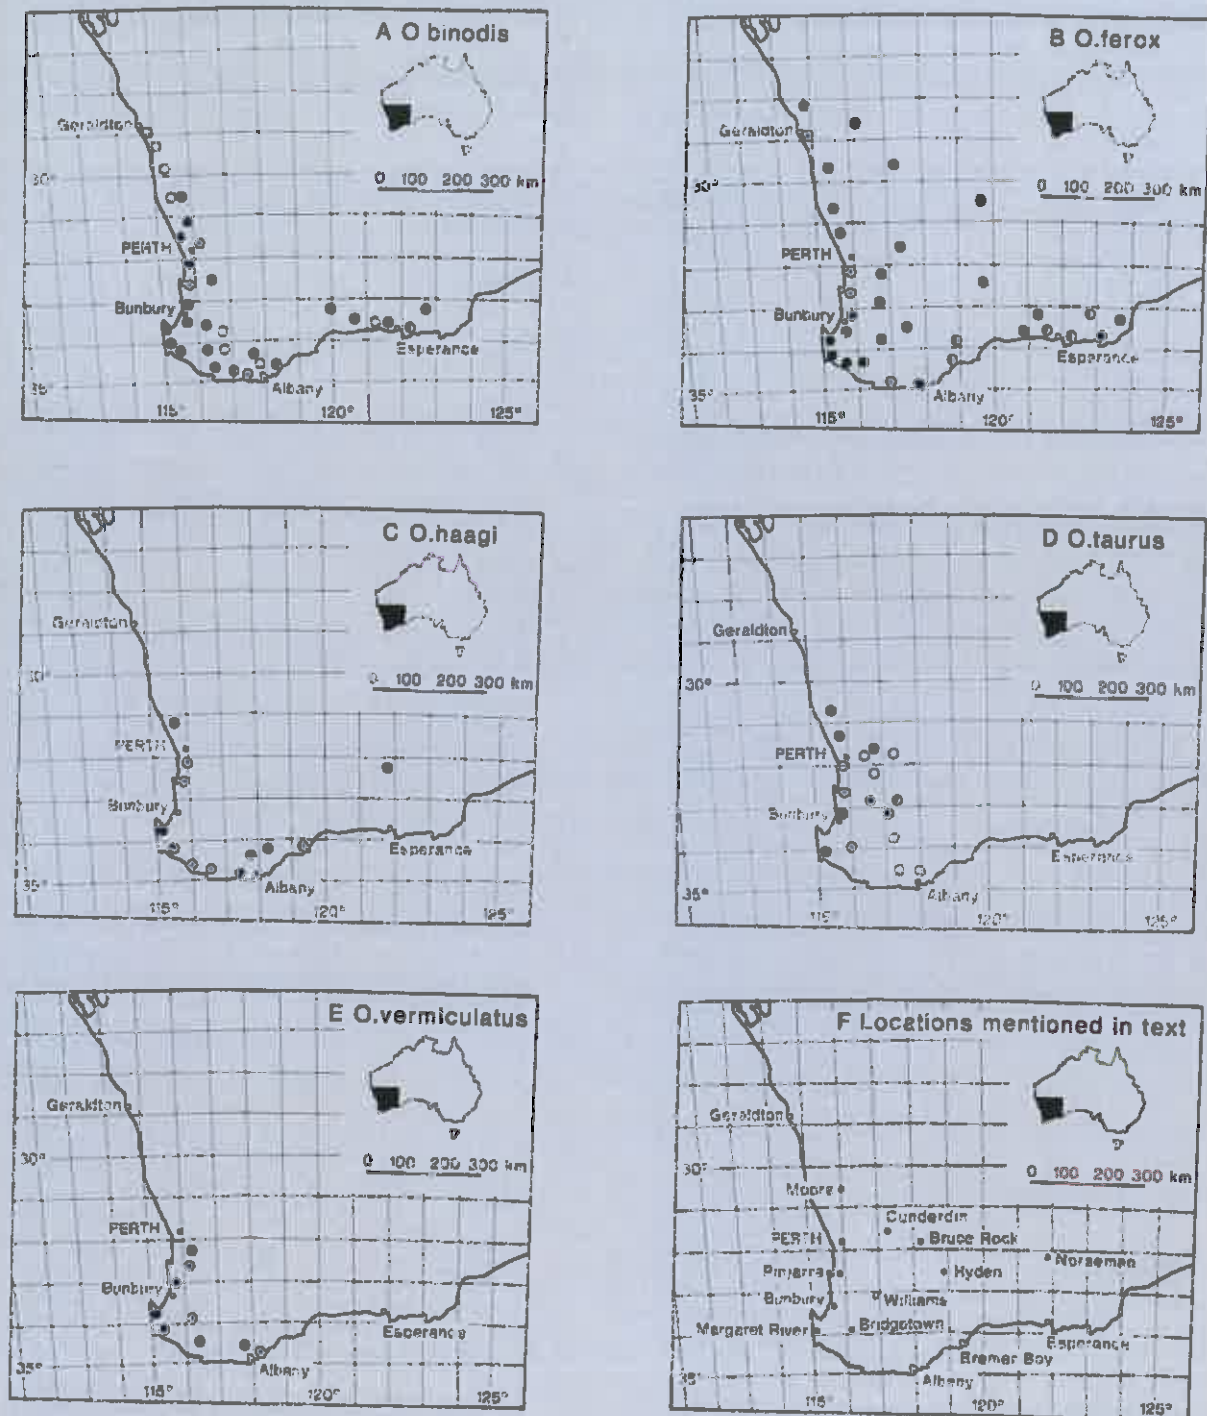 A O binodis
Geraldton
0 100 200 300 km
30°
PERTH
Bunbury
Esperance
Albany
35°
115° 120° 125°
B O.ferox
Geraldton
0 100 200 300 km
30°
PERTH
Bunbury
Esperance
Albany
35°
115° 120° 125°
C O.haagi
Geraldton
0 100 200 300 km
30°
PERTH
Bunbury
Esperance
Albany
35°
115° 120° 125°
D O.taurus
Geraldton
0 100 200 300 km
30°
PERTH
Bunbury
Esperance
Albany
35°
115° 120° 125°
E O.vermiculatus
Geraldton
0 100 200 300 km
30°
PERTH
Bunbury
Esperance
Albany
35°
115° 120° 125°
F Locations mentioned in text
Geraldton
0 100 200 300 km
30°
Moore
Cunderdin
PERTH
Bruce Rock
Norseman
Pinjarra
Hyden
Bunbury
Williams
Margaret River
Bridgetown
Esperance
Bremer Bay
Albany
35°
115° 120° 125°